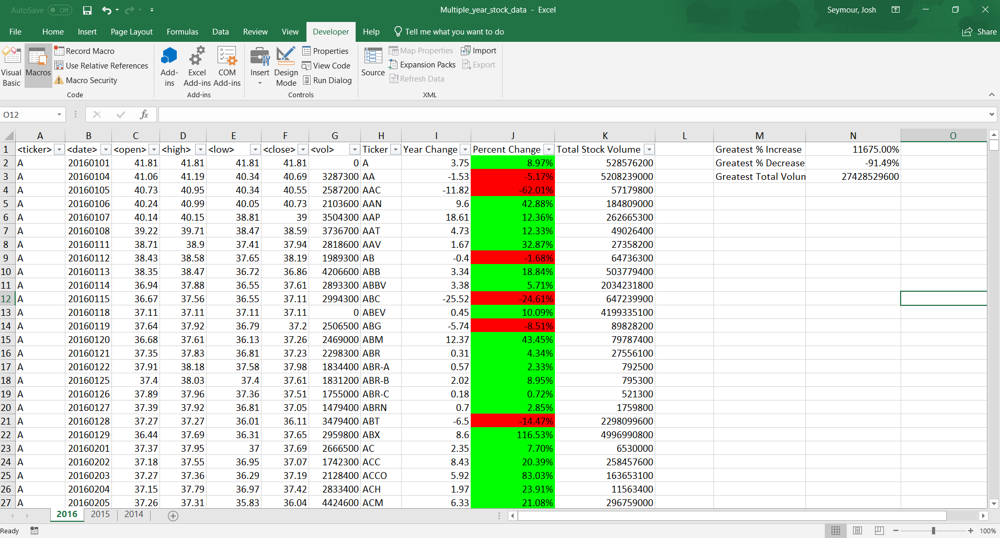 AutoSave Off Multiple_year_stock_data - Excel Seymour, Josh
File Home Insert Page Layout Formulas Data Review View Developer Help Tell me what you want to do Share
Visual Basic
Macros
Record Macro
Use Relative References
Macro Security
Code
Add-ins
Excel Add-ins
COM Add-ins
Add-ins
Insert
Design Mode
Properties
View Code
Run Dialog
Controls
Source
Map Properties
Expansion Packs
Refresh Data
Import
Export
XML
O12 fx
A B C D E F G H I J K L M N O
1 <ticker> <date> <open> <high> <low> <close> <vol> Ticker Year Change Percent Change Total Stock Volume Greatest % Increase 11675.00%
2 A 20160101 41.81 41.81 41.81 41.81 0 A 3.75 8.97% 528576200 Greatest % Decrease -91.49%
3 A 20160104 41.06 41.19 40.34 40.69 3287300 AA -1.53 -5.17% 5208239000 Greatest Total Volun 27428529600
4 A 20160105 40.73 40.95 40.34 40.55 2587200 AAC -11.82 -62.01% 57179800
5 A 20160106 40.24 40.99 40.05 40.73 2103600 AAN 9.6 42.88% 184809000
6 A 20160107 40.14 40.15 38.81 39 3504300 AAP 18.61 12.36% 262665300
7 A 20160108 39.22 39.71 38.47 38.59 3736700 AAT 4.73 12.33% 49026400
8 A 20160111 38.71 38.9 37.41 37.94 2818600 AAV 1.67 32.87% 27358200
9 A 20160112 38.43 38.58 37.65 38.19 1989300 AB -0.4 -1.68% 64736300
10 A 20160113 38.35 38.47 36.72 36.86 4206600 ABB 3.34 18.84% 503779400
11 A 20160114 36.94 37.88 36.55 37.61 2893300 ABBV 3.38 5.71% 2034231800
12 A 20160115 36.67 37.56 36.55 37.11 2994300 ABC -25.52 -24.61% 647239900
13 A 20160118 37.11 37.11 37.11 37.11 0 ABEV 0.45 10.09% 4199335100
14 A 20160119 37.64 37.92 36.79 37.2 2506500 ABG -5.74 -8.51% 89828200
15 A 20160120 36.68 37.61 36.13 37.26 2469000 ABM 12.37 43.45% 79787400
16 A 20160121 37.35 37.83 36.81 37.23 2298300 ABR 0.31 4.34% 27556100
17 A 20160122 37.91 38.18 37.58 37.98 1834400 ABR-A 0.57 2.33% 792500
18 A 20160125 37.4 38.03 37.4 37.61 1831200 ABR-B 2.02 8.95% 795300
19 A 20160126 37.89 37.96 37.36 37.51 1755000 ABR-C 0.18 0.72% 521300
20 A 20160127 37.39 37.92 36.81 37.05 1479400 ABRN 0.7 2.85% 1759800
21 A 20160128 37.27 37.27 36.01 36.11 3479400 ABT -6.5 -14.47% 2298099600
22 A 20160129 36.44 37.69 36.31 37.65 2959800 ABX 8.6 116.53% 4996990800
23 A 20160201 37.37 37.95 37 37.69 2666500 AC 2.35 7.70% 6530000
24 A 20160202 37.18 37.55 36.95 37.07 1742300 ACC 8.43 20.39% 258457600
25 A 20160203 37.27 37.36 36.29 37.19 2128400 ACCO 5.92 83.03% 163653100
26 A 20160204 37.15 37.79 36.97 37.42 2833400 ACH 1.97 23.91% 11563400
27 A 20160205 37.26 37.31 35.83 36.04 4424600 ACM 6.33 21.08% 296759000
2016 2015 2014
Ready 100%